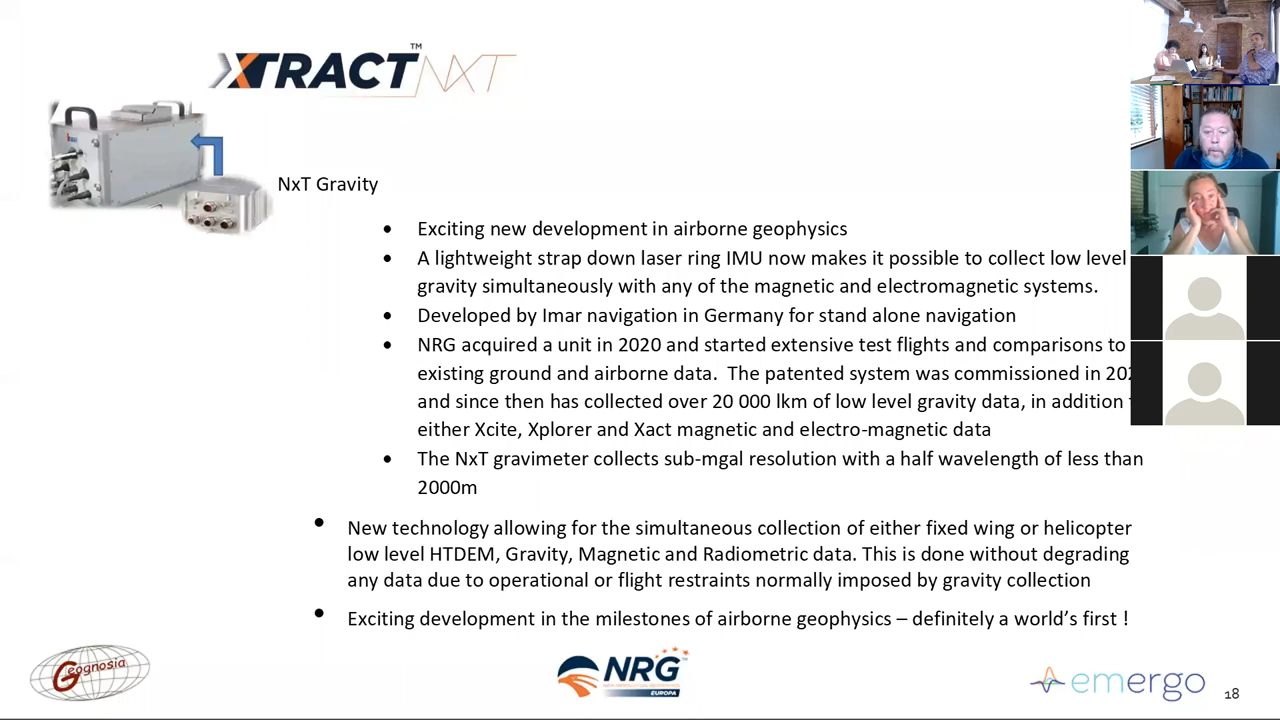 XTRACT™ NXT
NxT Gravity
• Exciting new development in airborne geophysics
• A lightweight strap down laser ring IMU now makes it possible to collect low level
gravity simultaneously with any of the magnetic and electromagnetic systems.
• Developed by Imar navigation in Germany for stand alone navigation
• NRG acquired a unit in 2020 and started extensive test flights and comparisons to
existing ground and airborne data. The patented system was commissioned in
and since then has collected over 20 000 lkm of low level gravity data, in addition
either Xcite, Xplorer and Xact magnetic and electro-magnetic data
• The NxT gravimeter collects sub-mgal resolution with a half wavelength of less than
2000m
• New technology allowing for the simultaneous collection of either fixed wing or helicopter
low level HTDEM, Gravity, Magnetic and Radiometric data. This is done without degrading
any data due to operational or flight restraints normally imposed by gravity collection
• Exciting development in the milestones of airborne geophysics – definitely a world’s first !
Geognosia
NRG™
EUROPA
emergo
18